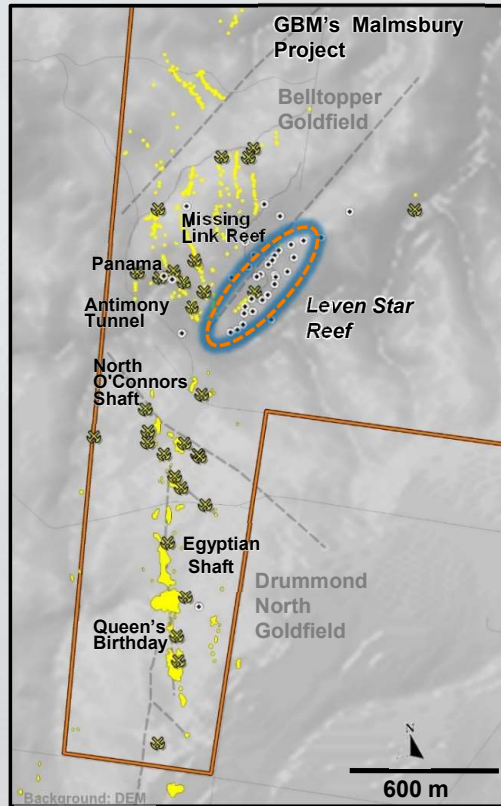 GBM's Malmsbury
Project
Belltopper
Goldfield
Missing
Link Reef
Panama
Antimony
Tunnel
Leven Star
Reef
North
O'Connors
Shaft
Egyptian
Shaft
Drummond
North
Goldfield
Queen's
Birthday
N
600 m
Background: DEM